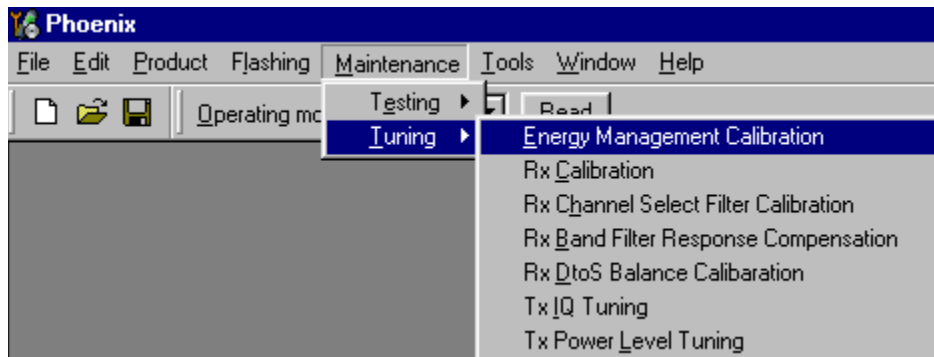 Phoenix
File Edit Product Flashing Maintenance Tools Window Help
Testing
Operating mo
Read
Tuning
Energy Management Calibration
Rx Calibration
Rx Channel Select Filter Calibration
Rx Band Filter Response Compensation
Rx DtoS Balance Calibaration
Tx IQ Tuning
Tx Power Level Tuning